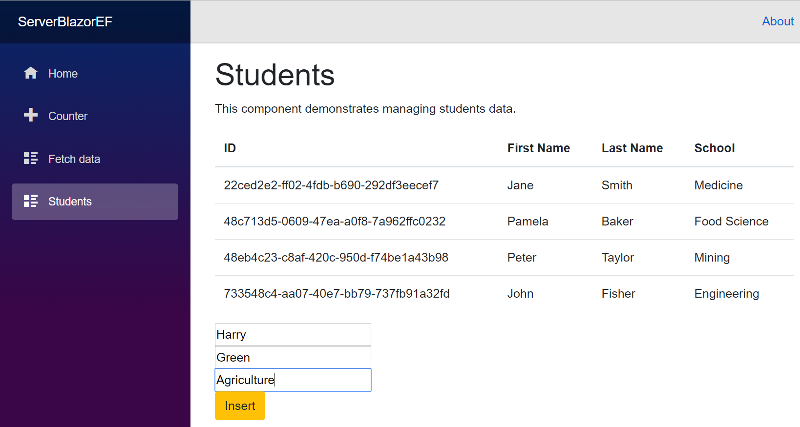 ServerBlazorEF
About
Home
Counter
Fetch data
Students
Students
This component demonstrates managing students data.
ID First Name Last Name School
22ced2e2-ff02-4fdb-b690-292df3eecef7 Jane Smith Medicine
48c713d5-0609-47ea-a0f8-7a962ffc0232 Pamela Baker Food Science
48eb4c23-c8af-420c-950d-f74be1a43b98 Peter Taylor Mining
733548c4-aa07-40e7-bb79-737fb91a32fd John Fisher Engineering
Harry
Green
Agriculture
Insert